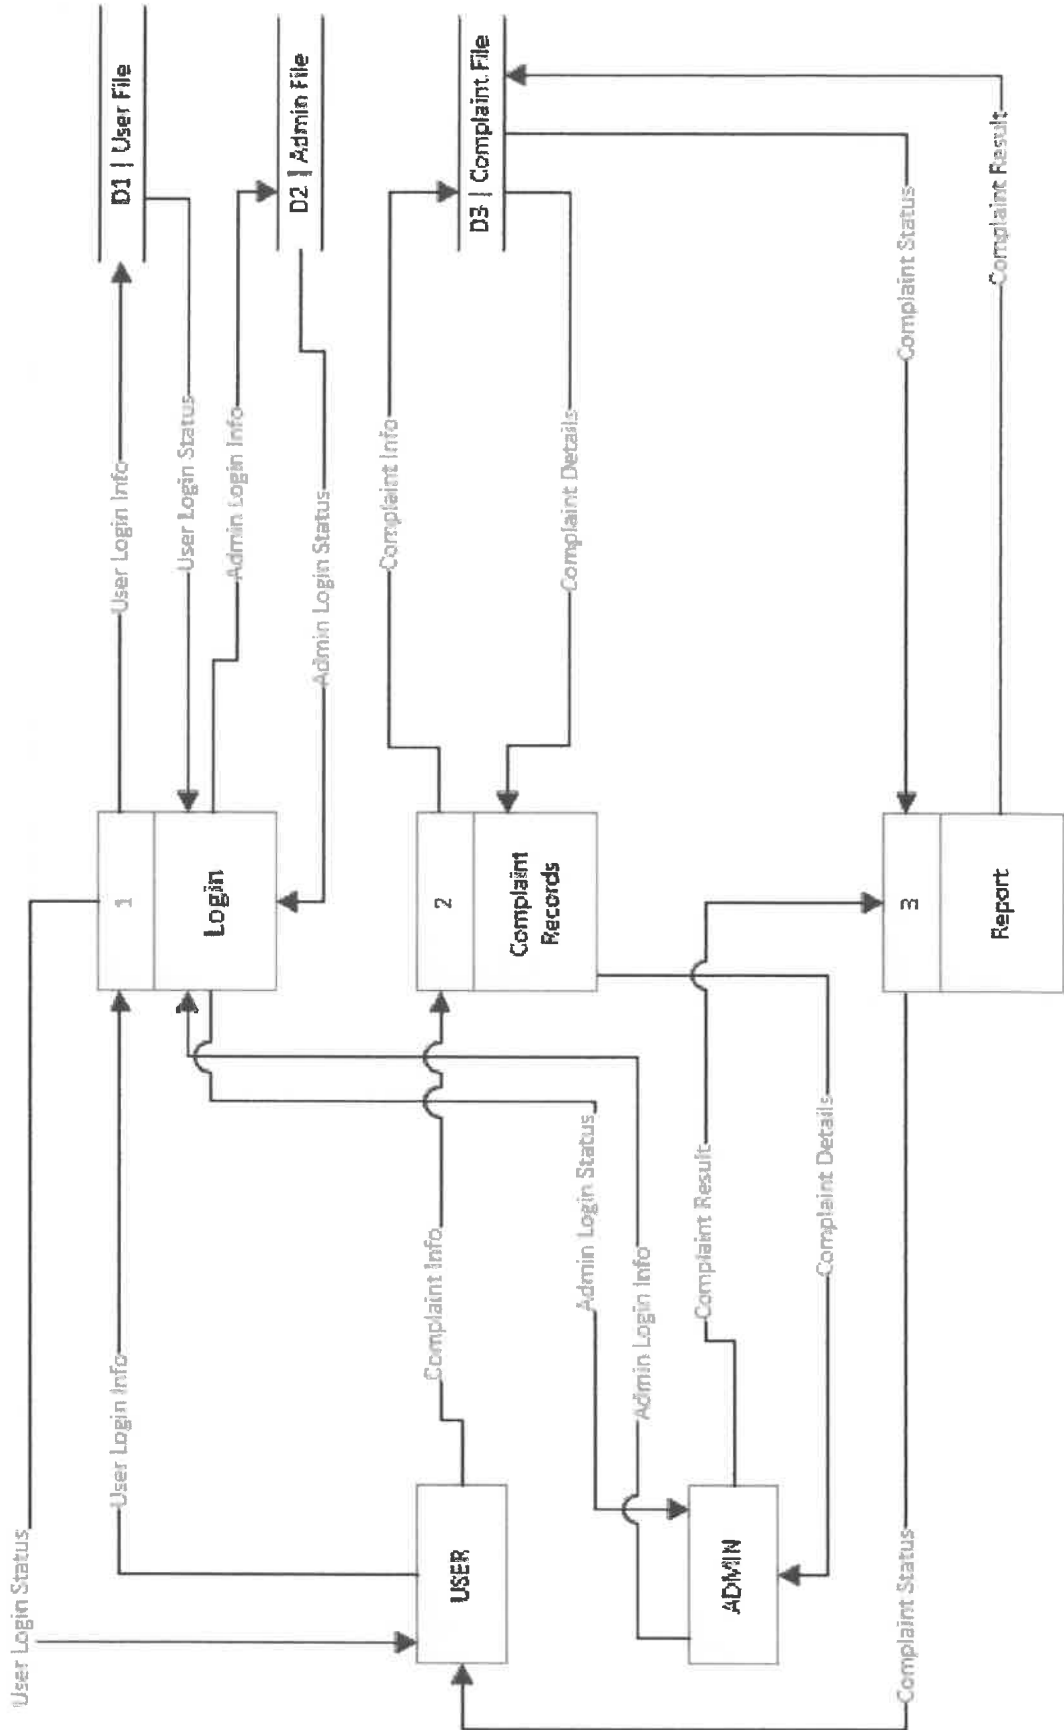 User Login Status
User Login Info
1
Login
User Login Info
User Login Status
Admin Login Info
D1 | User File
D2 | Admin File
Admin Login Status
USER
Complaint Info
2
Complaint
Records
Complaint Info
Complaint Details
D3 | Complaint File
Admin Login Status
Admin Login Info
ADMIN
Complaint Result
Complaint Details
Complaint Status
3
Report
Complaint Status
Complaint Result